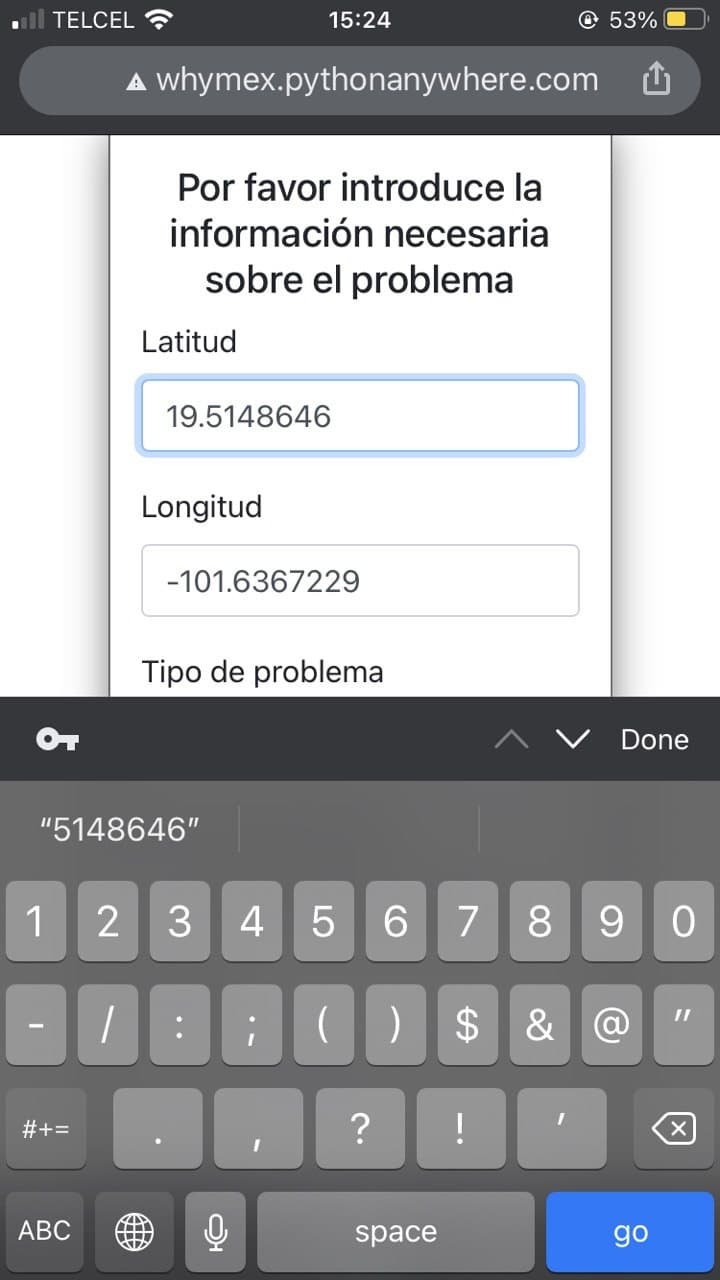 TELCEL 15:24 53%
whymex.pythonanywhere.com
Por favor introduce la
información necesaria
sobre el problema
Latitud
19.5148646
Longitud
-101.6367229
Tipo de problema
Done
“5148646”
1 2 3 4 5 6 7 8 9 0
- / : ; ( ) $ & @ "
#+= . , ? ! '
ABC space go